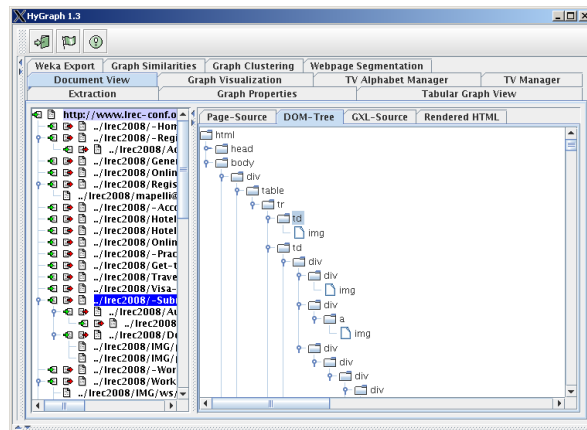 HyGraph 1.3
Weka Export Graph Similarities Graph Clustering Webpage Segmentation
Document View Graph Visualization TV Alphabet Manager TV Manager
Extraction Graph Properties Tabular Graph View
http://www.lrec-conf.o
../lrec2008/-Hom
../lrec2008/-Regi
../lrec2008/Ac
../lrec2008/Gener
../lrec2008/Onlin
../lrec2008/Regis
../lrec2008/mapelli@
../lrec2008/-Acco
../lrec2008/Hotel
../lrec2008/Hotel
../lrec2008/Onlin
../lrec2008/-Prac
../lrec2008/Get-t
../lrec2008/Trave
../lrec2008/Visa-
../lrec2008/-Subm
../lrec2008/Au
../lrec2008
../lrec2008/De
../lrec2008/IMG/
../lrec2008/IMG/
../lrec2008/-Wor
../lrec2008/Work
../lrec2008/IMG/ws/
Page-Source DOM-Tree GXL-Source Rendered HTML
html
head
body
div
table
tr
td
img
td
div
div
img
div
a
img
div
div
div
div